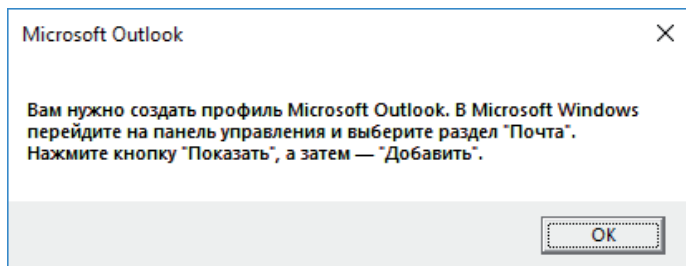 Microsoft Outlook
Вам нужно создать профиль Microsoft Outlook. В Microsoft Windows
перейдите на панель управления и выберите раздел "Почта".
Нажмите кнопку "Показать", а затем — "Добавить".
OK